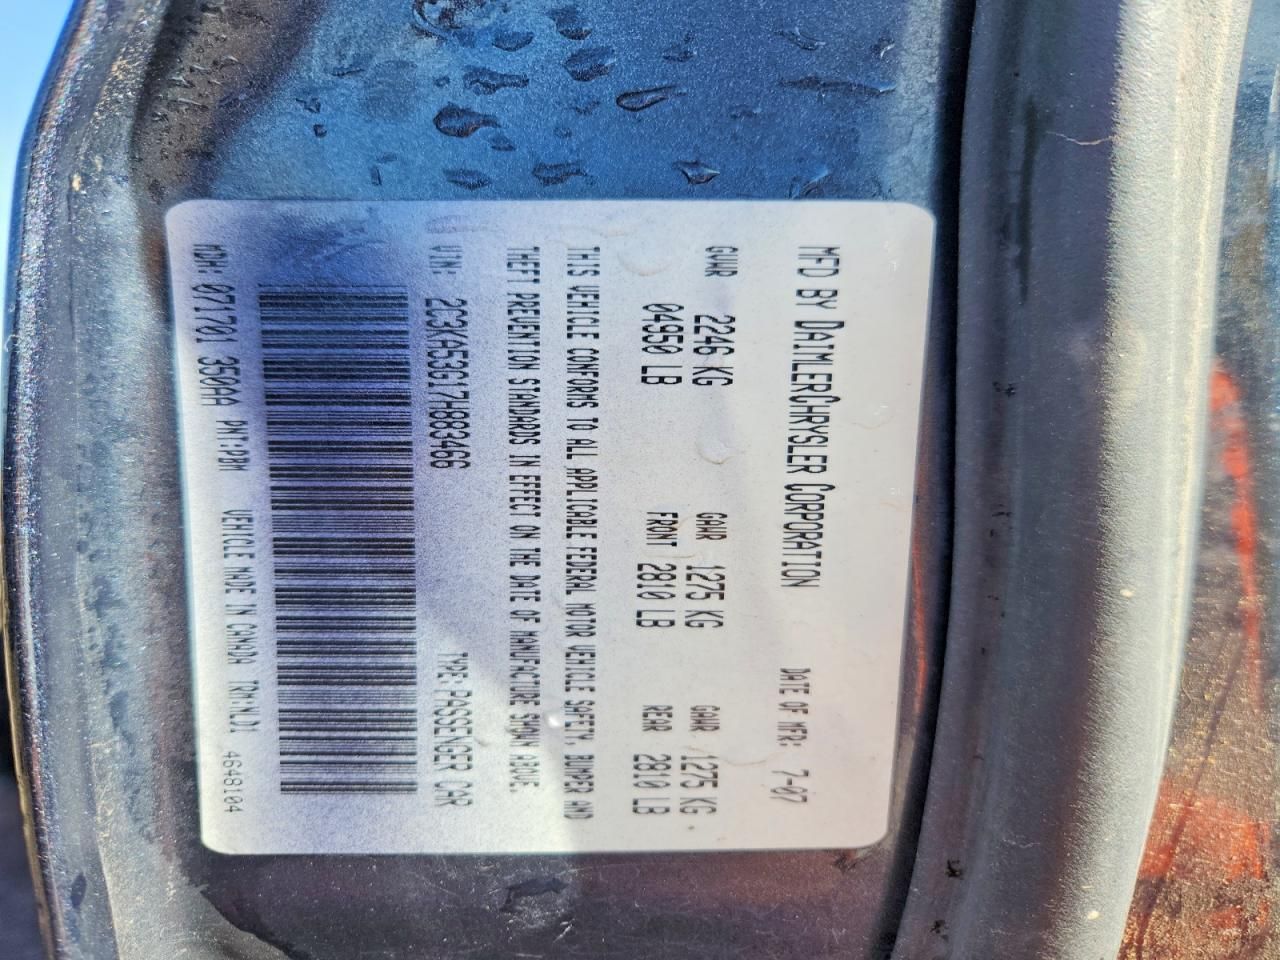 MFD BY DAIMLERCHRYSLER CORPORATION DATE OF MFR: 7-07
GVWR 2246 KG GAWR 1275 KG GAWR 1275 KG
04950 LB FRONT 2810 LB REAR 2810 LB
THIS VEHICLE CONFORMS TO ALL APPLICABLE FEDERAL MOTOR VEHICLE SAFETY, BUMPER AND
THEFT PREVENTION STANDARDS IN EFFECT ON THE DATE OF MANUFACTURE SHOWN ABOVE.
VIN: 2C3KA53G17H883466 TYPE: PASSENGER CAR
MDH: 071701 350AA PNT:PBM VEHICLE MADE IN CANADA TRM: 4648104